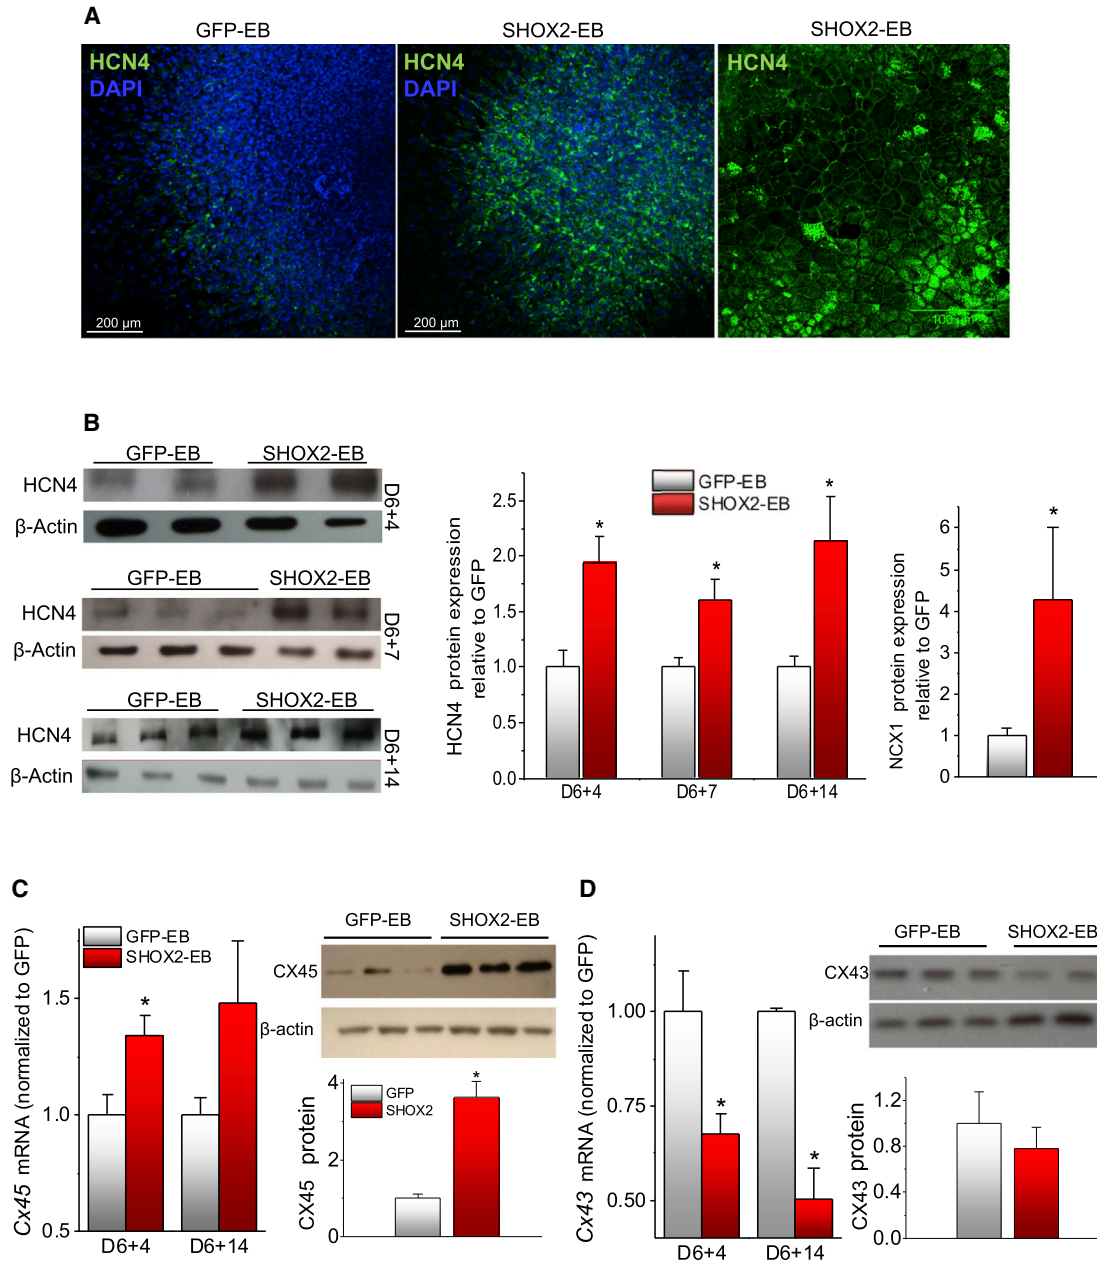 A
GFP-EB
SHOX2-EB
SHOX2-EB
HCN4
DAPI
HCN4
DAPI
HCN4
200 µm
200 µm
100 µm
B
GFP-EB
SHOX2-EB
HCN4
β-Actin
D6+4
GFP-EB
SHOX2-EB
HCN4
β-Actin
D6+7
GFP-EB
SHOX2-EB
HCN4
β-Actin
D6+14
HCN4 protein expression
relative to GFP
GFP-EB
SHOX2-EB
2.5
2.0
1.5
1.0
0.5
0.0
*
*
*
D6+4
D6+7
D6+14
NCX1 protein expression
relative to GFP
6
5
4
3
2
1
0
*
C
Cx45 mRNA (normalized to GFP)
GFP-EB
SHOX2-EB
1.5
1.0
0.5
*
D6+4
D6+14
GFP-EB
SHOX2-EB
CX45
β-actin
CX45 protein
4
2
0
GFP
SHOX2
*
D
Cx43 mRNA (normalized to GFP)
1.00
0.75
0.50
*
*
D6+4
D6+14
GFP-EB
SHOX2-EB
CX43
β-actin
CX43 protein
1.2
0.8
0.4
0.0